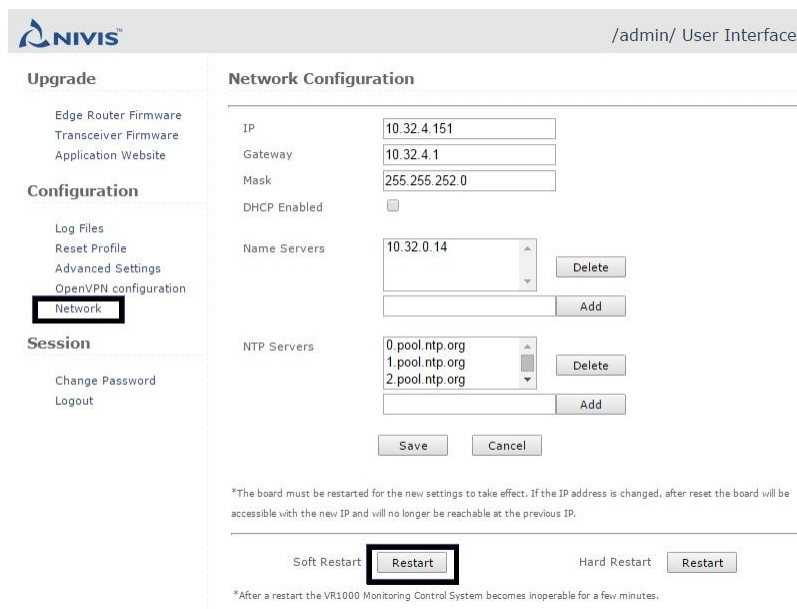 NIVIS™
/admin/ User Interface
Upgrade
Edge Router Firmware
Transceiver Firmware
Application Website
Configuration
Log Files
Reset Profile
Advanced Settings
OpenVPN configuration
Network
Session
Change Password
Logout
Network Configuration
IP 10.32.4.151
Gateway 10.32.4.1
Mask 255.255.252.0
DHCP Enabled
Name Servers 10.32.0.14
Delete
Add
NTP Servers 0.pool.ntp.org
1.pool.ntp.org
2.pool.ntp.org
Delete
Add
Save Cancel
*The board must be restarted for the new settings to take effect. If the IP address is changed, after reset the board will be
accessible with the new IP and will no longer be reachable at the previous IP.
Soft Restart Restart Hard Restart Restart
*After a restart the VR1000 Monitoring Control System becomes inoperable for a few minutes.